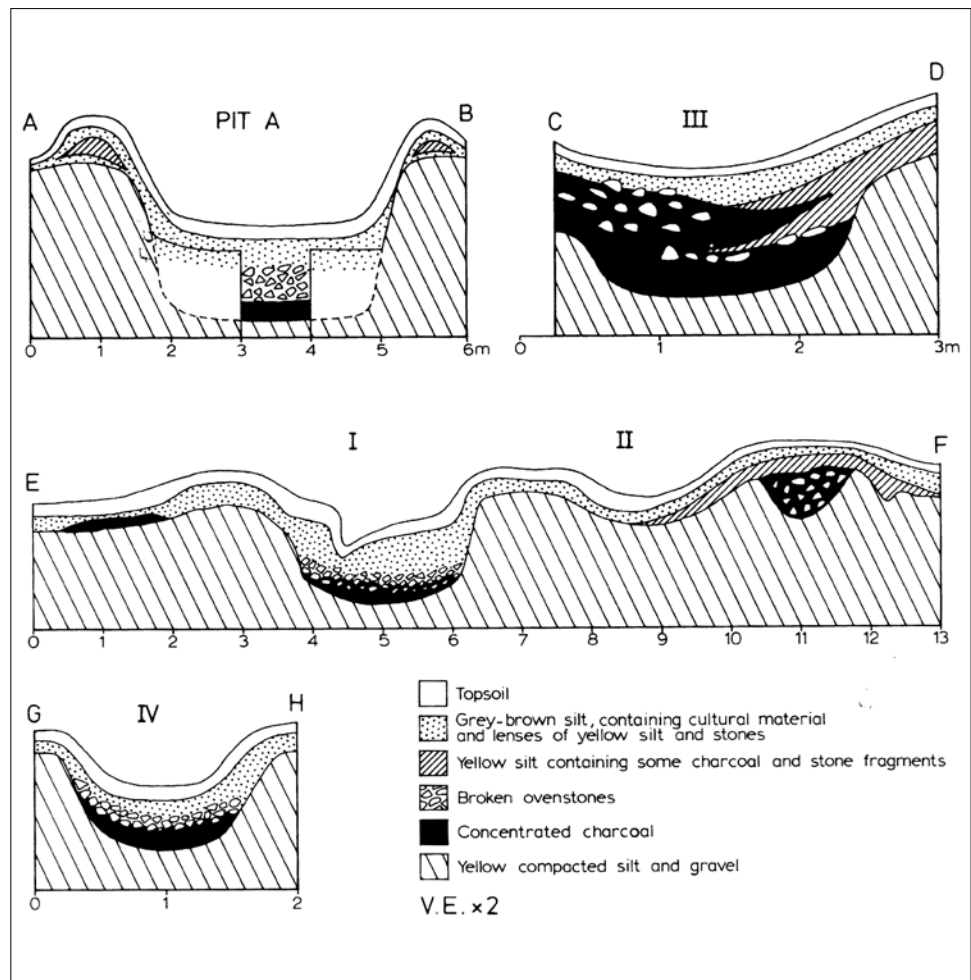 A PIT A B
0 1 2 3 4 5 6m
C III D
0 1 2 3m
E I II F
0 1 2 3 4 5 6 7 8 9 10 11 12 13
G IV H
0 1 2
Topsoil
Grey-brown silt, containing cultural material
and lenses of yellow silt and stones
Yellow silt containing some charcoal and stone fragments
Broken ovenstones
Concentrated charcoal
Yellow compacted silt and gravel
V.E. ×2